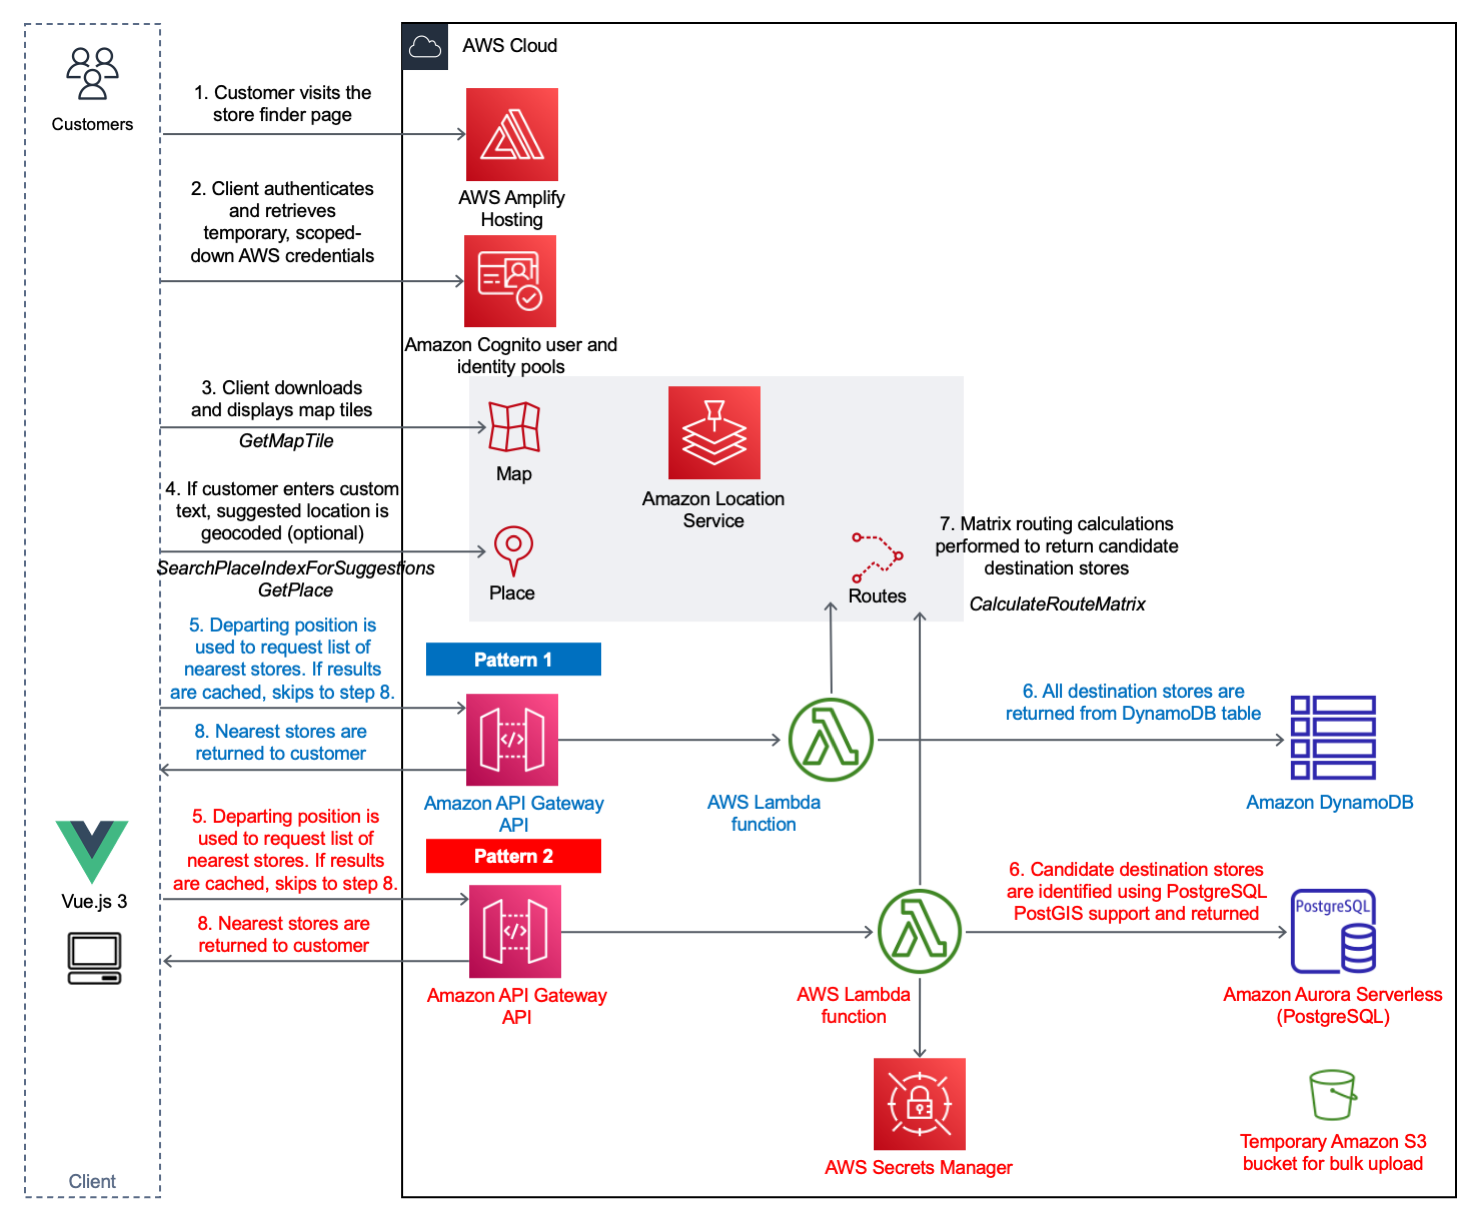 AWS Cloud
Customers
1. Customer visits the
store finder page
AWS Amplify
Hosting
2. Client authenticates
and retrieves
temporary, scoped-
down AWS credentials
Amazon Cognito user and
identity pools
3. Client downloads
and displays map tiles
GetMapTile
Map
Amazon Location
Service
4. If customer enters custom
text, suggested location is
geocoded (optional)
SearchPlaceIndexForSuggestions
GetPlace
Place
Routes
7. Matrix routing calculations
performed to return candidate
destination stores
CalculateRouteMatrix
5. Departing position is
used to request list of
nearest stores. If results
are cached, skips to step 8.
Pattern 1
8. Nearest stores are
returned to customer
Amazon API Gateway
API
AWS Lambda
function
6. All destination stores are
returned from DynamoDB table
Amazon DynamoDB
5. Departing position is
used to request list of
nearest stores. If results
are cached, skips to step 8.
Pattern 2
Vue.js 3
8. Nearest stores are
returned to customer
Amazon API Gateway
API
AWS Lambda
function
6. Candidate destination stores
are identified using PostgreSQL
PostGIS support and returned
PostgreSQL
Amazon Aurora Serverless
(PostgreSQL)
AWS Secrets Manager
Temporary Amazon S3
bucket for bulk upload
Client